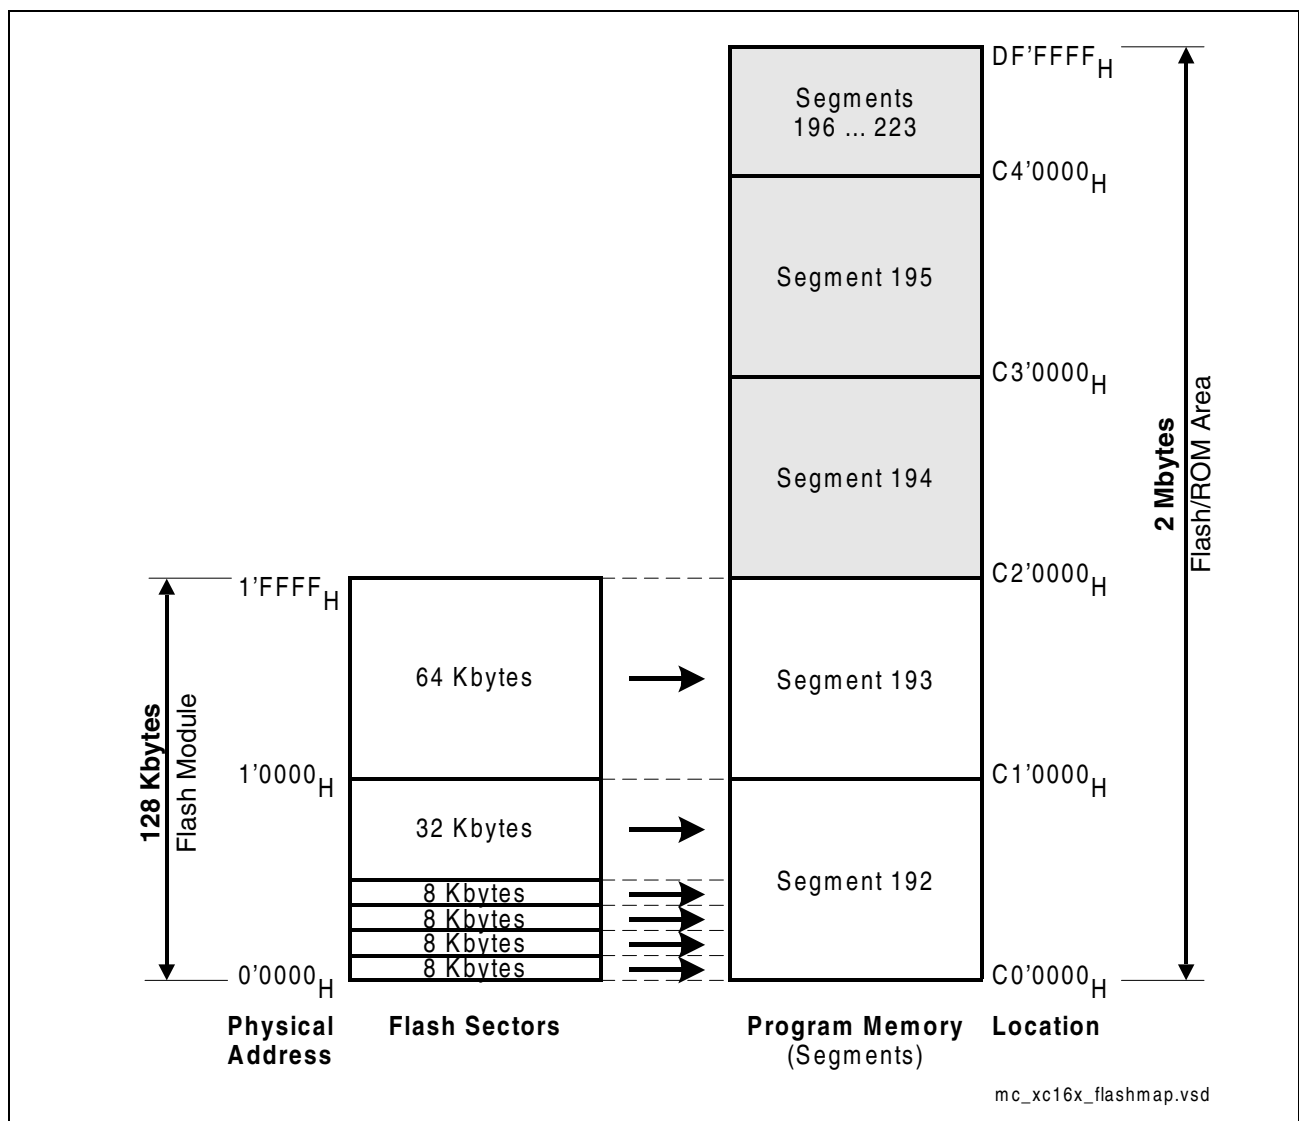 DF'FFFFH
Segments
196 ... 223
C4'0000H
Segment 195
C3'0000H
Segment 194
2 Mbytes
Flash/ROM Area
C2'0000H
1'FFFFH
64 Kbytes
Segment 193
128 Kbytes
Flash Module
1'0000H
C1'0000H
32 Kbytes
Segment 192
8 Kbytes
8 Kbytes
8 Kbytes
8 Kbytes
0'0000H
C0'0000H
Physical
Address
Flash Sectors
Program Memory
(Segments)
Location
mc_xc16x_flashmap.vsd